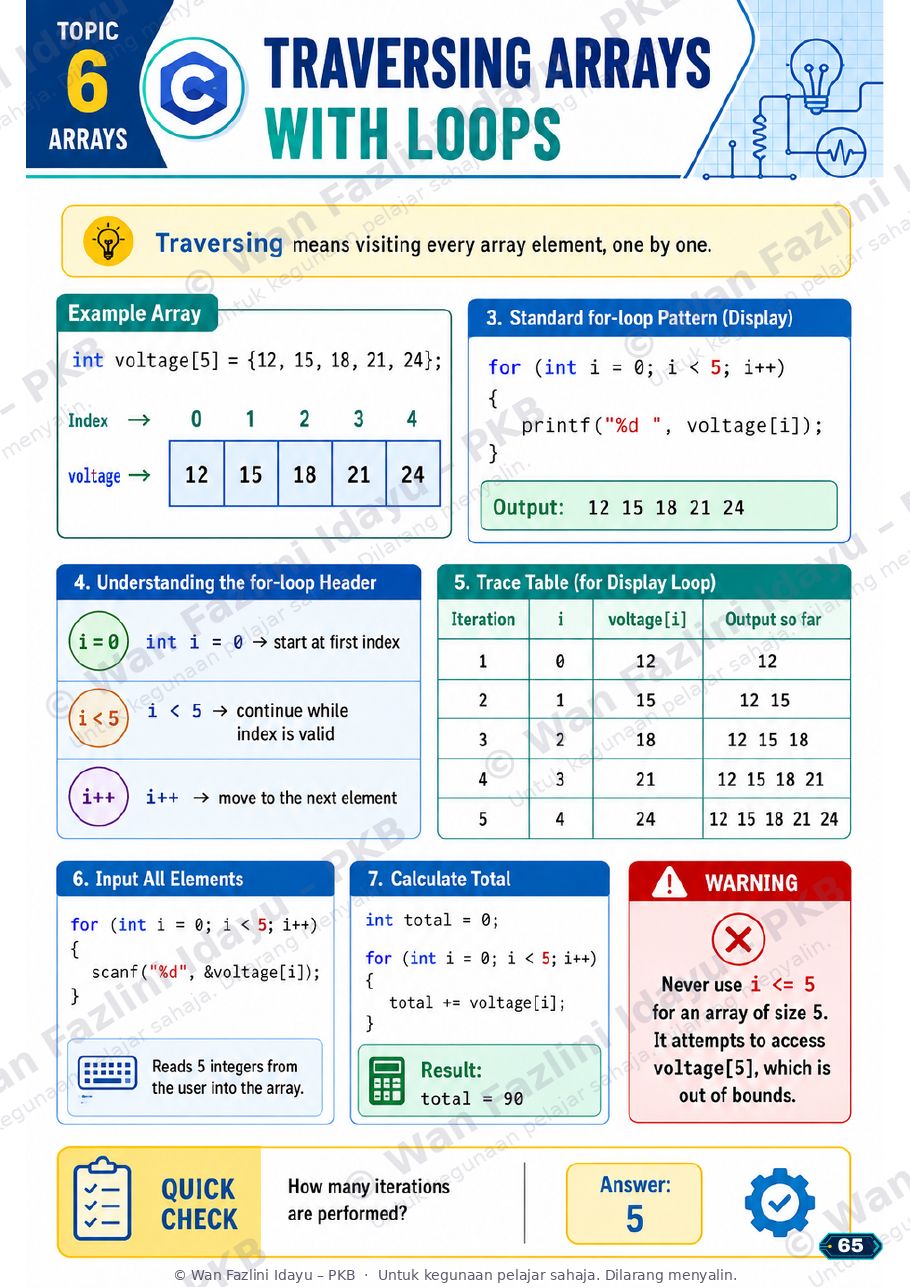 TOPIC
6
ARRAYS
C
TRAVERSING ARRAYS
WITH LOOPS
Traversing means visiting every array element, one by one.
Example Array
int voltage[5] = {12, 15, 18, 21, 24};
Index → 0 1 2 3 4
voltage → 12 15 18 21 24
3. Standard for-loop Pattern (Display)
for (int i = 0; i < 5; i++)
{
printf("%d ", voltage[i]);
}
Output: 12 15 18 21 24
4. Understanding the for-loop Header
i = 0 int i = 0 → start at first index
i < 5 i < 5 → continue while
index is valid
i++ i++ → move to the next element
5. Trace Table (for Display Loop)
Iteration i voltage[i] Output so far
1 0 12 12
2 1 15 12 15
3 2 18 12 15 18
4 3 21 12 15 18 21
5 4 24 12 15 18 21 24
6. Input All Elements
for (int i = 0; i < 5; i++)
{
scanf("%d", &voltage[i]);
}
Reads 5 integers from
the user into the array.
7. Calculate Total
int total = 0;
for (int i = 0; i < 5; i++)
{
total += voltage[i];
}
Result:
total = 90
WARNING
Never use i <= 5
for an array of size 5.
It attempts to access
voltage[5], which is
out of bounds.
QUICK
CHECK
How many iterations
are performed?
Answer:
5
65
© Wan Fazlini Idayu – PKB · Untuk kegunaan pelajar sahaja. Dilarang menyalin.
© Wan Fazlini Idayu – PKB
Untuk kegunaan pelajar sahaja. Dilarang menyalin.